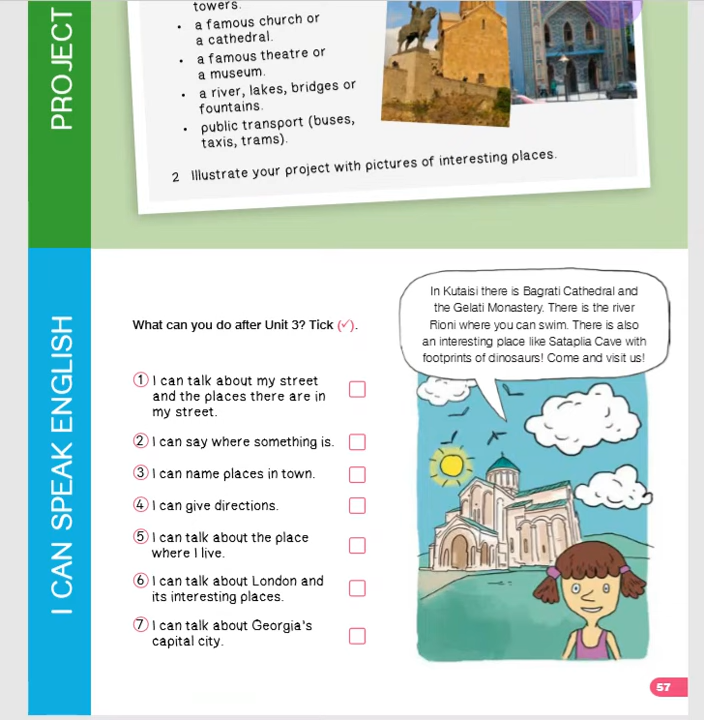 PROJECT
towers.
• a famous church or
a cathedral.
• a famous theatre or
a museum.
• a river, lakes, bridges or
fountains.
• public transport (buses,
taxis, trams).
2 Illustrate your project with pictures of interesting places.
I CAN SPEAK ENGLISH
What can you do after Unit 3? Tick (✓).
1 I can talk about my street
and the places there are in
my street.
2 I can say where something is.
3 I can name places in town.
4 I can give directions.
5 I can talk about the place
where I live.
6 I can talk about London and
its interesting places.
7 I can talk about Georgia's
capital city.
In Kutaisi there is Bagrati Cathedral and
the Gelati Monastery. There is the river
Rioni where you can swim. There is also
an interesting place like Sataplia Cave with
footprints of dinosaurs! Come and visit us!
57